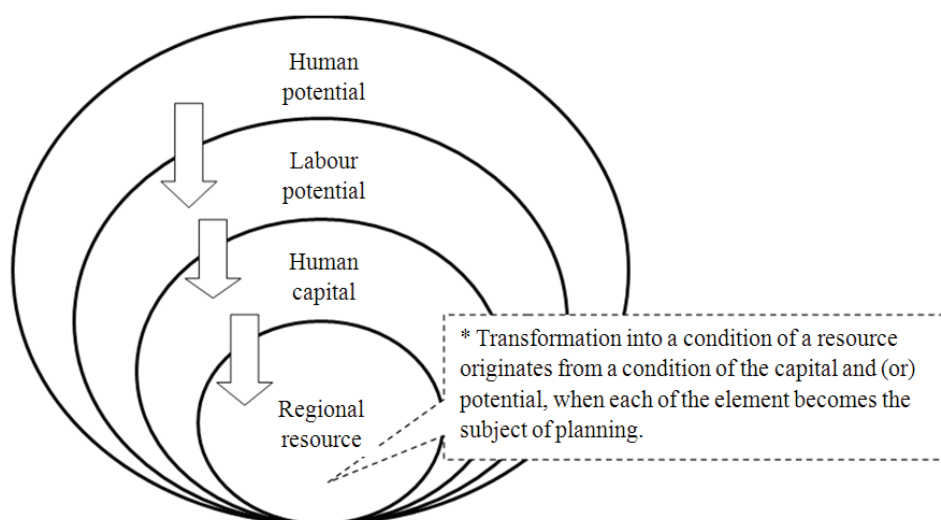 Human
potential
Labour
potential
Human
capital
Regional
resource
* Transformation into a condition of a resource
originates from a condition of the capital and (or)
potential, when each of the element becomes the
subject of planning.